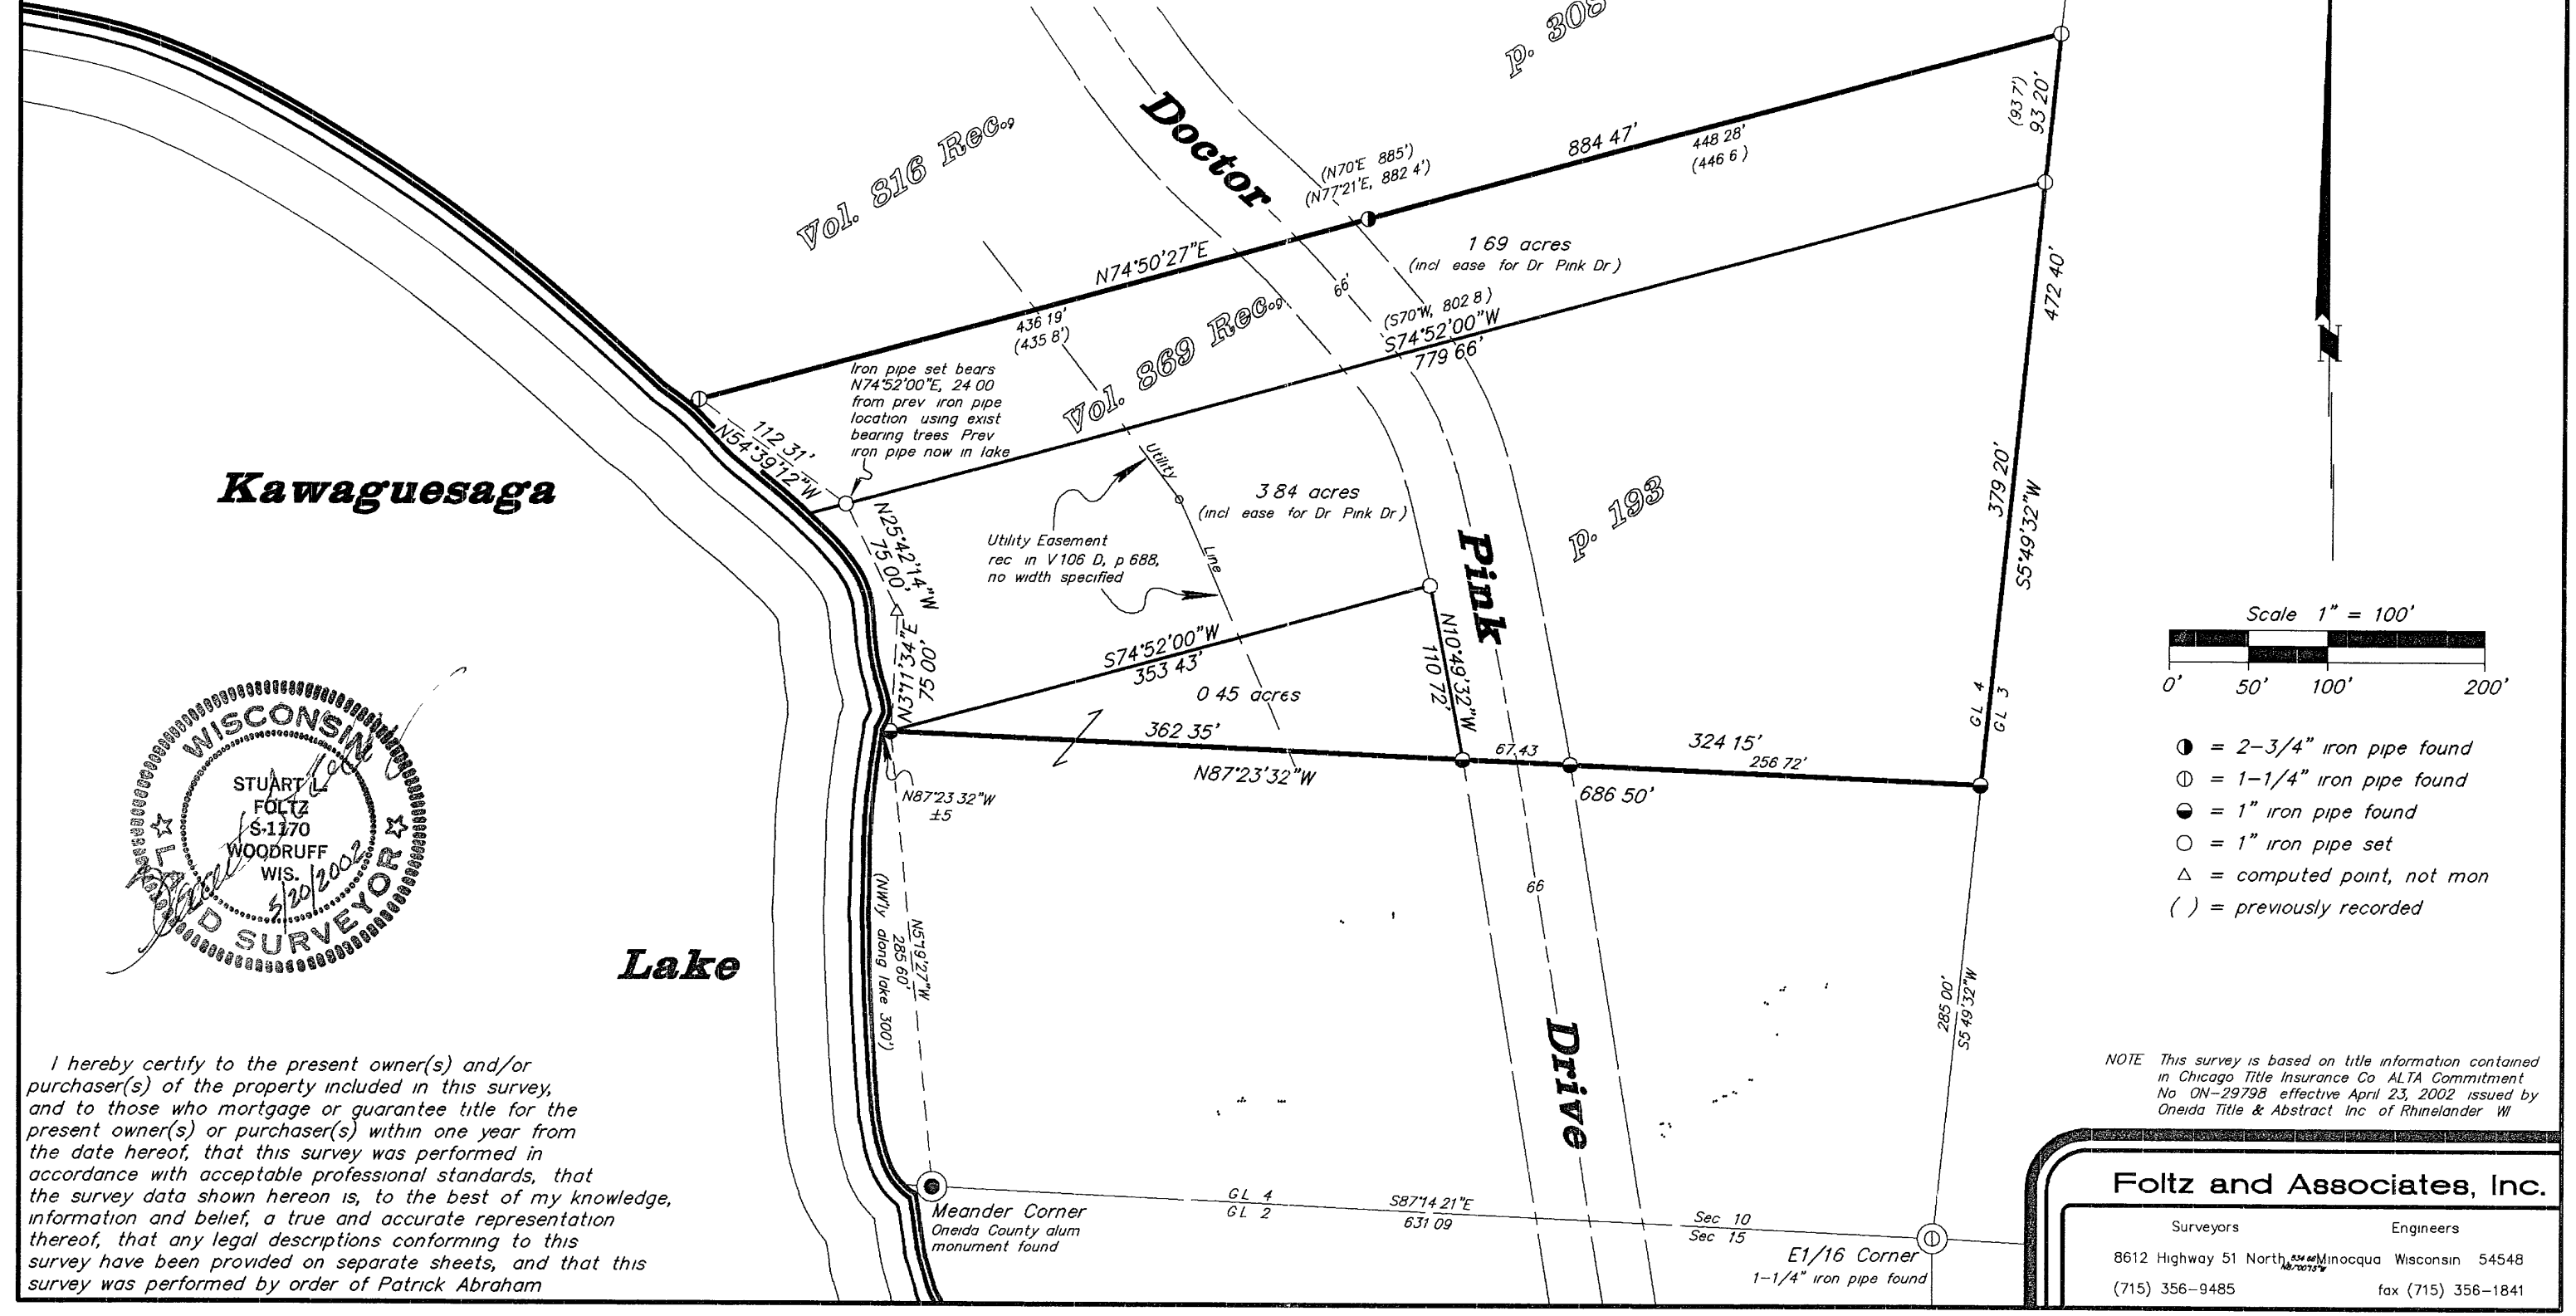 p. 308
Vol. 816 Rec.,
Doctor
(N70°E 885')
(N77°21'E, 882 4')
884 47'
448 28'
(446 6 )
(93 7')
93 20'
N74°50'27"E
436 19'
(435 8')
1 69 acres
(incl ease for Dr Pink Dr)
66'
472 40'
Vol. 869 Rec.,
(S70°W, 802 8)
S74°52'00"W
779 66'
Iron pipe set bears
N74°52'00"E, 24 00
from prev iron pipe
location using exist
bearing trees Prev
iron pipe now in lake
112 31'
N54°39'12"W
N
Kawaguesaga
Utility
Line
3 84 acres
(incl ease for Dr Pink Dr)
p. 193
379 20'
S5°49'32"W
N25°42'14"W
75 00'
Utility Easement
rec in V 106 D, p 688,
no width specified
Pink
Scale 1" = 100'
0' 50' 100' 200'
N3°11'34"E
75 00'
S74°52'00"W
353 43'
N10°49'32"W
110 72'
0 45 acres
GL 4
GL 3
362 35'
N87°23'32"W
67.43
324 15'
256 72'
686 50'
N87°23 32"W
±5
= 2-3/4" iron pipe found
= 1-1/4" iron pipe found
= 1" iron pipe found
= 1" iron pipe set
= computed point, not mon
( ) = previously recorded
WISCONSIN
STUART L.
FOLTZ
S-1170
WOODRUFF
WIS.
5/20/2002
LAND SURVEYOR
66
(NW'ly along lake 300')
N5°19'27"W
285 60'
Lake
Drive
285 00'
S5 49'32"W
I hereby certify to the present owner(s) and/or
purchaser(s) of the property included in this survey,
and to those who mortgage or guarantee title for the
present owner(s) or purchaser(s) within one year from
the date hereof, that this survey was performed in
accordance with acceptable professional standards, that
the survey data shown hereon is, to the best of my knowledge,
information and belief, a true and accurate representation
thereof, that any legal descriptions conforming to this
survey have been provided on separate sheets, and that this
survey was performed by order of Patrick Abraham
Meander Corner
Oneida County alum
monument found
GL 4
GL 2
S87°14 21"E
631 09
Sec 10
Sec 15
E1/16 Corner
1-1/4" iron pipe found
NOTE This survey is based on title information contained
in Chicago Title Insurance Co ALTA Commitment
No ON-29798 effective April 23, 2002 issued by
Oneida Title & Abstract Inc of Rhinelander WI
Foltz and Associates, Inc.
Surveyors Engineers
8612 Highway 51 North Minocqua Wisconsin 54548
(715) 356-9485 fax (715) 356-1841